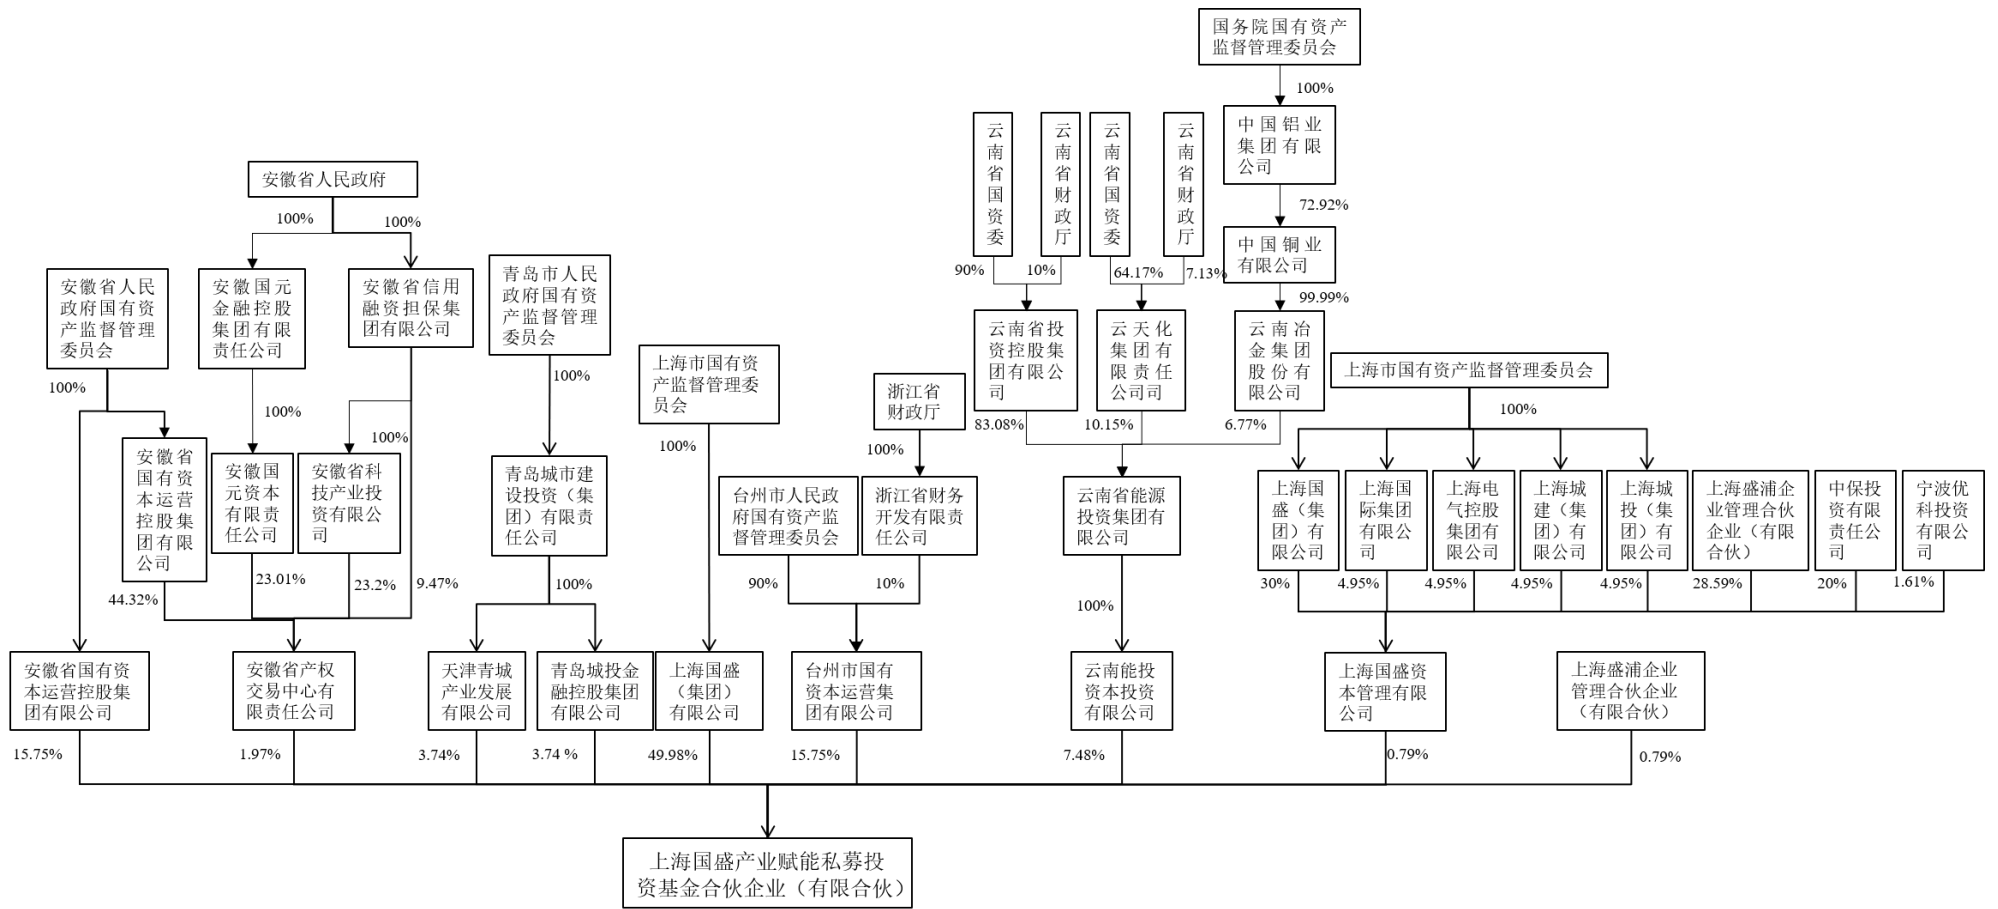 国务院国有资产
监督管理委员会
100%
中国铝业
集团有限
公司
72.92%
中国铜业
有限公司
99.99%
云南冶
金集团
股份有
限公司
6.77%
云南省国资委
90%
云南省财政厅
10%
云南省国资委
64.17%
云南省财政厅
7.13%
云南省投
资控股集
团有限公
司
83.08%
云天化
集团有
限责任
公司司
10.15%
云南省能源
投资集团有
限公司
100%
云南能投
资本投资
有限公司
7.48%
安徽省人民政府
100%
100%
安徽省人民
政府国有资
产监督管理
委员会
100%
安徽国元
金融控股
集团有限
责任公司
100%
安徽省信用
融资担保集
团有限公司
100%
安徽省
国有资
本运营
控股集
团有限
公司
44.32%
安徽国
元资本
有限责
任公司
23.01%
安徽省科
技产业投
资有限公
司
23.2%
9.47%
安徽省国有资
本运营控股集
团有限公司
15.75%
安徽省产权
交易中心有
限责任公司
1.97%
青岛市人民
政府国有资
产监督管理
委员会
100%
青岛城市建
设投资（集
团）有限责
任公司
100%
天津青城
产业发展
有限公司
3.74%
青岛城投金
融控股集团
有限公司
3.74 %
上海市国有资
产监督管理委
员会
100%
上海国盛
（集团）
有限公司
49.98%
浙江省
财政厅
100%
台州市人民政
府国有资产监
督管理委员会
90%
浙江省财务
开发有限责
任公司
10%
台州市国有
资本运营集
团有限公司
15.75%
上海市国有资产监督管理委员会
100%
上海国
盛（集
团）有
限公司
30%
上海国
际集团
有限公
司
4.95%
上海电
气控股
集团有
限公司
4.95%
上海城
建（集
团）有
限公司
4.95%
上海城
投（集
团）有
限公司
4.95%
上海盛浦企
业管理合伙
企业（有限
合伙）
28.59%
中保投
资有限
责任公
司
20%
宁波优
科投资
有限公
司
1.61%
上海国盛资
本管理有限
公司
0.79%
上海盛浦企业
管理合伙企业
（有限合伙）
0.79%
上海国盛产业赋能私募投
资基金合伙企业（有限合伙）